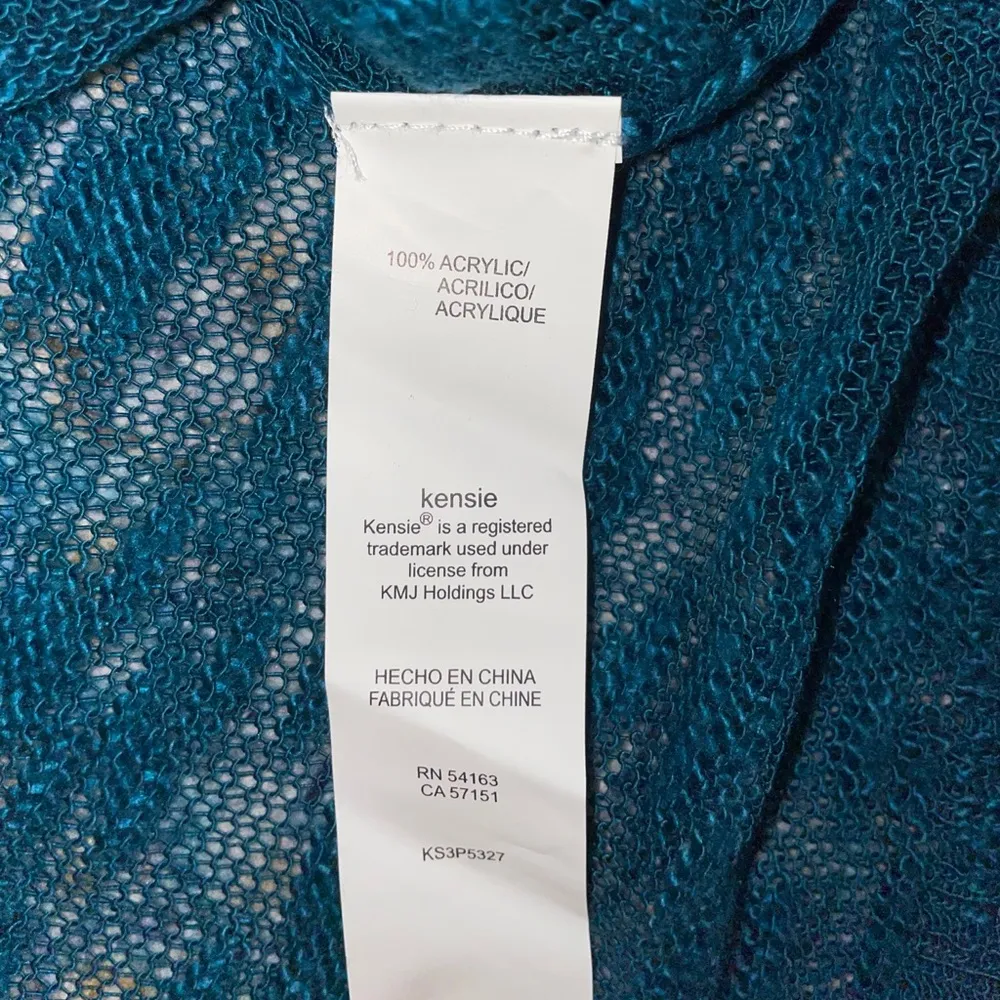 100% ACRYLIC/
ACRILICO/
ACRYLIQUE
kensie
Kensie® is a registered
trademark used under
license from
KMJ Holdings LLC
HECHO EN CHINA
FABRIQUÉ EN CHINE
RN 54163
CA 57151
KS3P5327